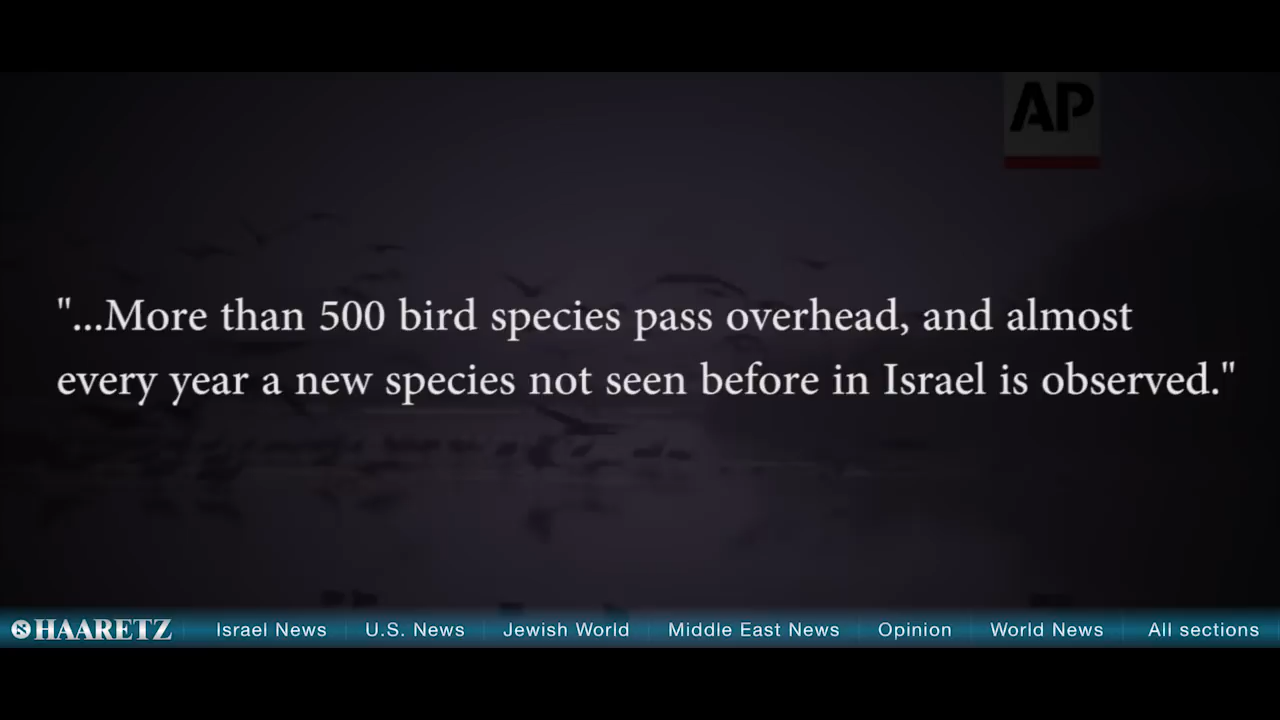 AP
"...More than 500 bird species pass overhead, and almost
every year a new species not seen before in Israel is observed."
HAARETZ Israel News U.S. News Jewish World Middle East News Opinion World News All sections